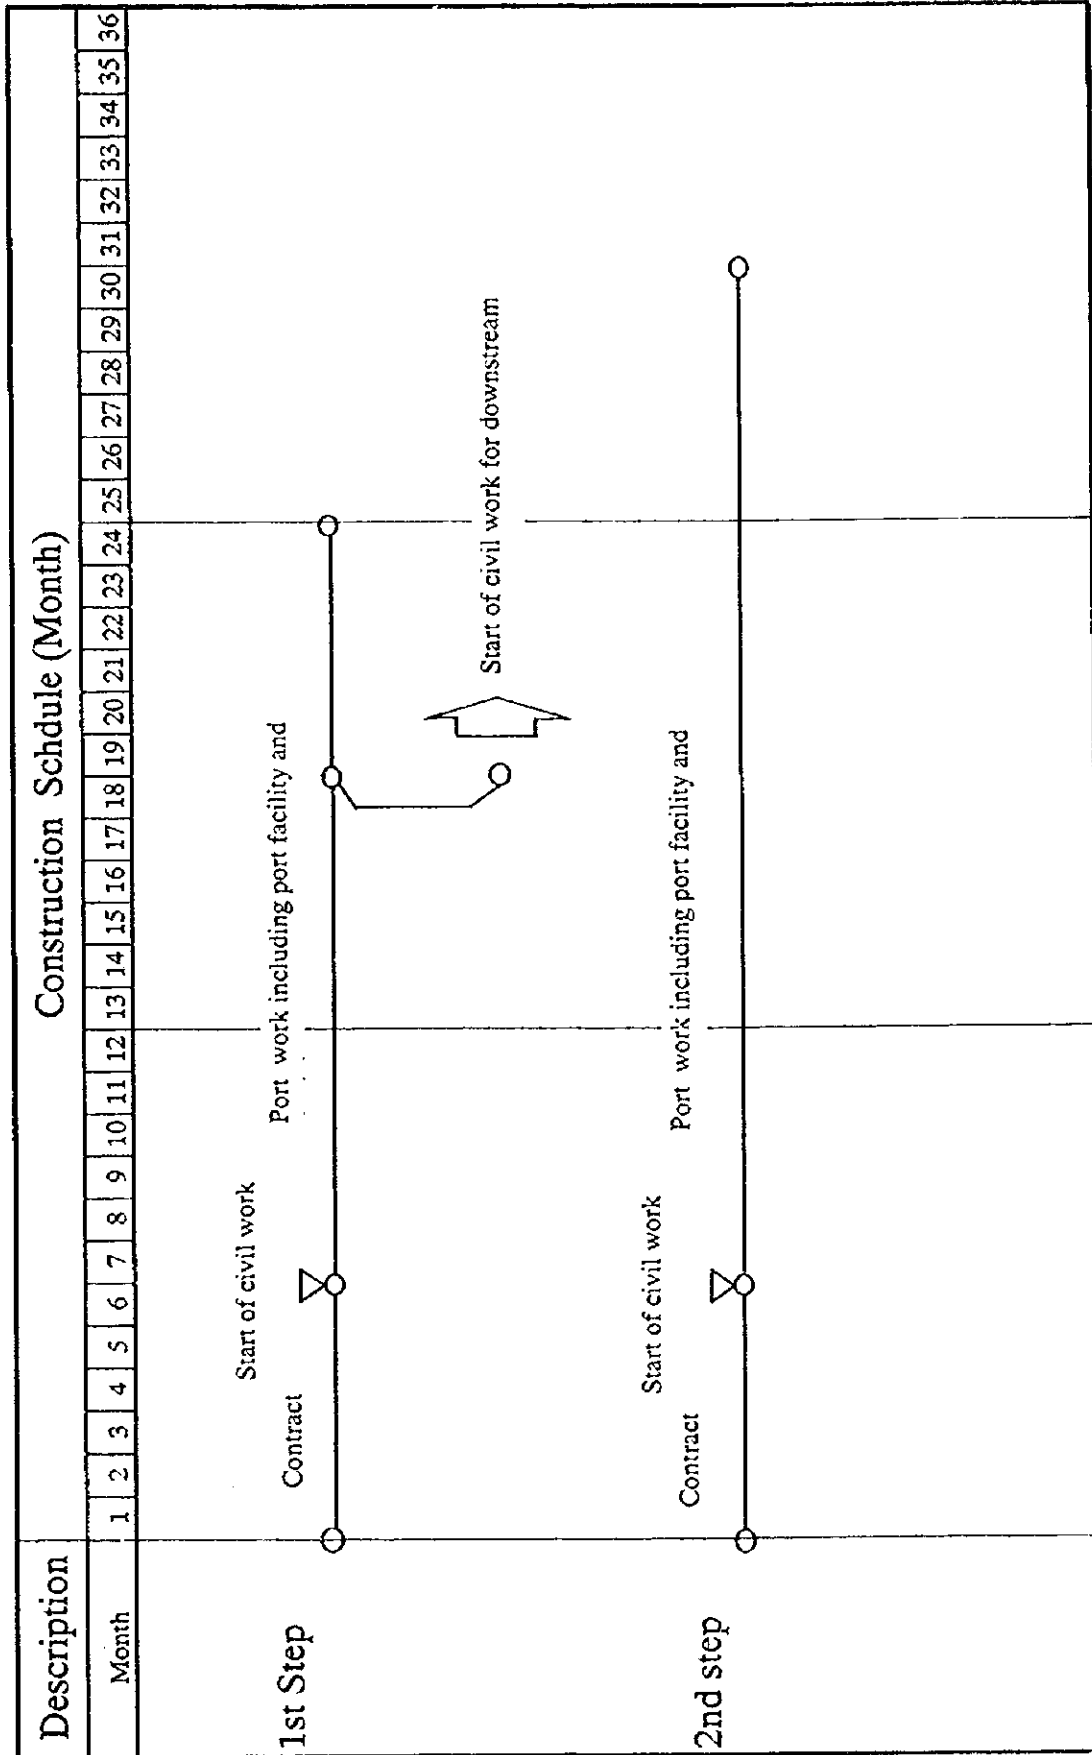 Description Construction Schdule (Month)
Month 1 2 3 4 5 6 7 8 9 10 11 12 13 14 15 16 17 18 19 20 21 22 23 24 25 26 27 28 29 30 31 32 33 34 35 36
Start of civil work
Port work including port facility and
1st Step
Contract
Start of civil work for downstream
Start of civil work
Port work including port facility and
2nd step
Contract